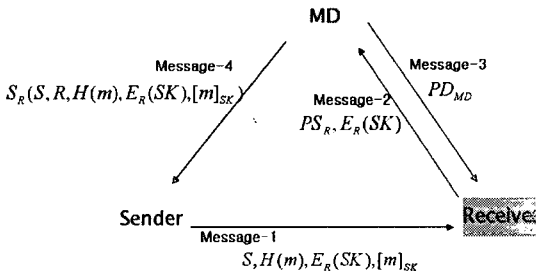 MD
Message-4
S_R(S,R,H(m),E_R(SK),[m]_SK)
Message-3
PD_MD
Message-2
PS_R,E_R(SK)
Sender
Receive
Message-1
S,H(m),E_R(SK),[m]_SK